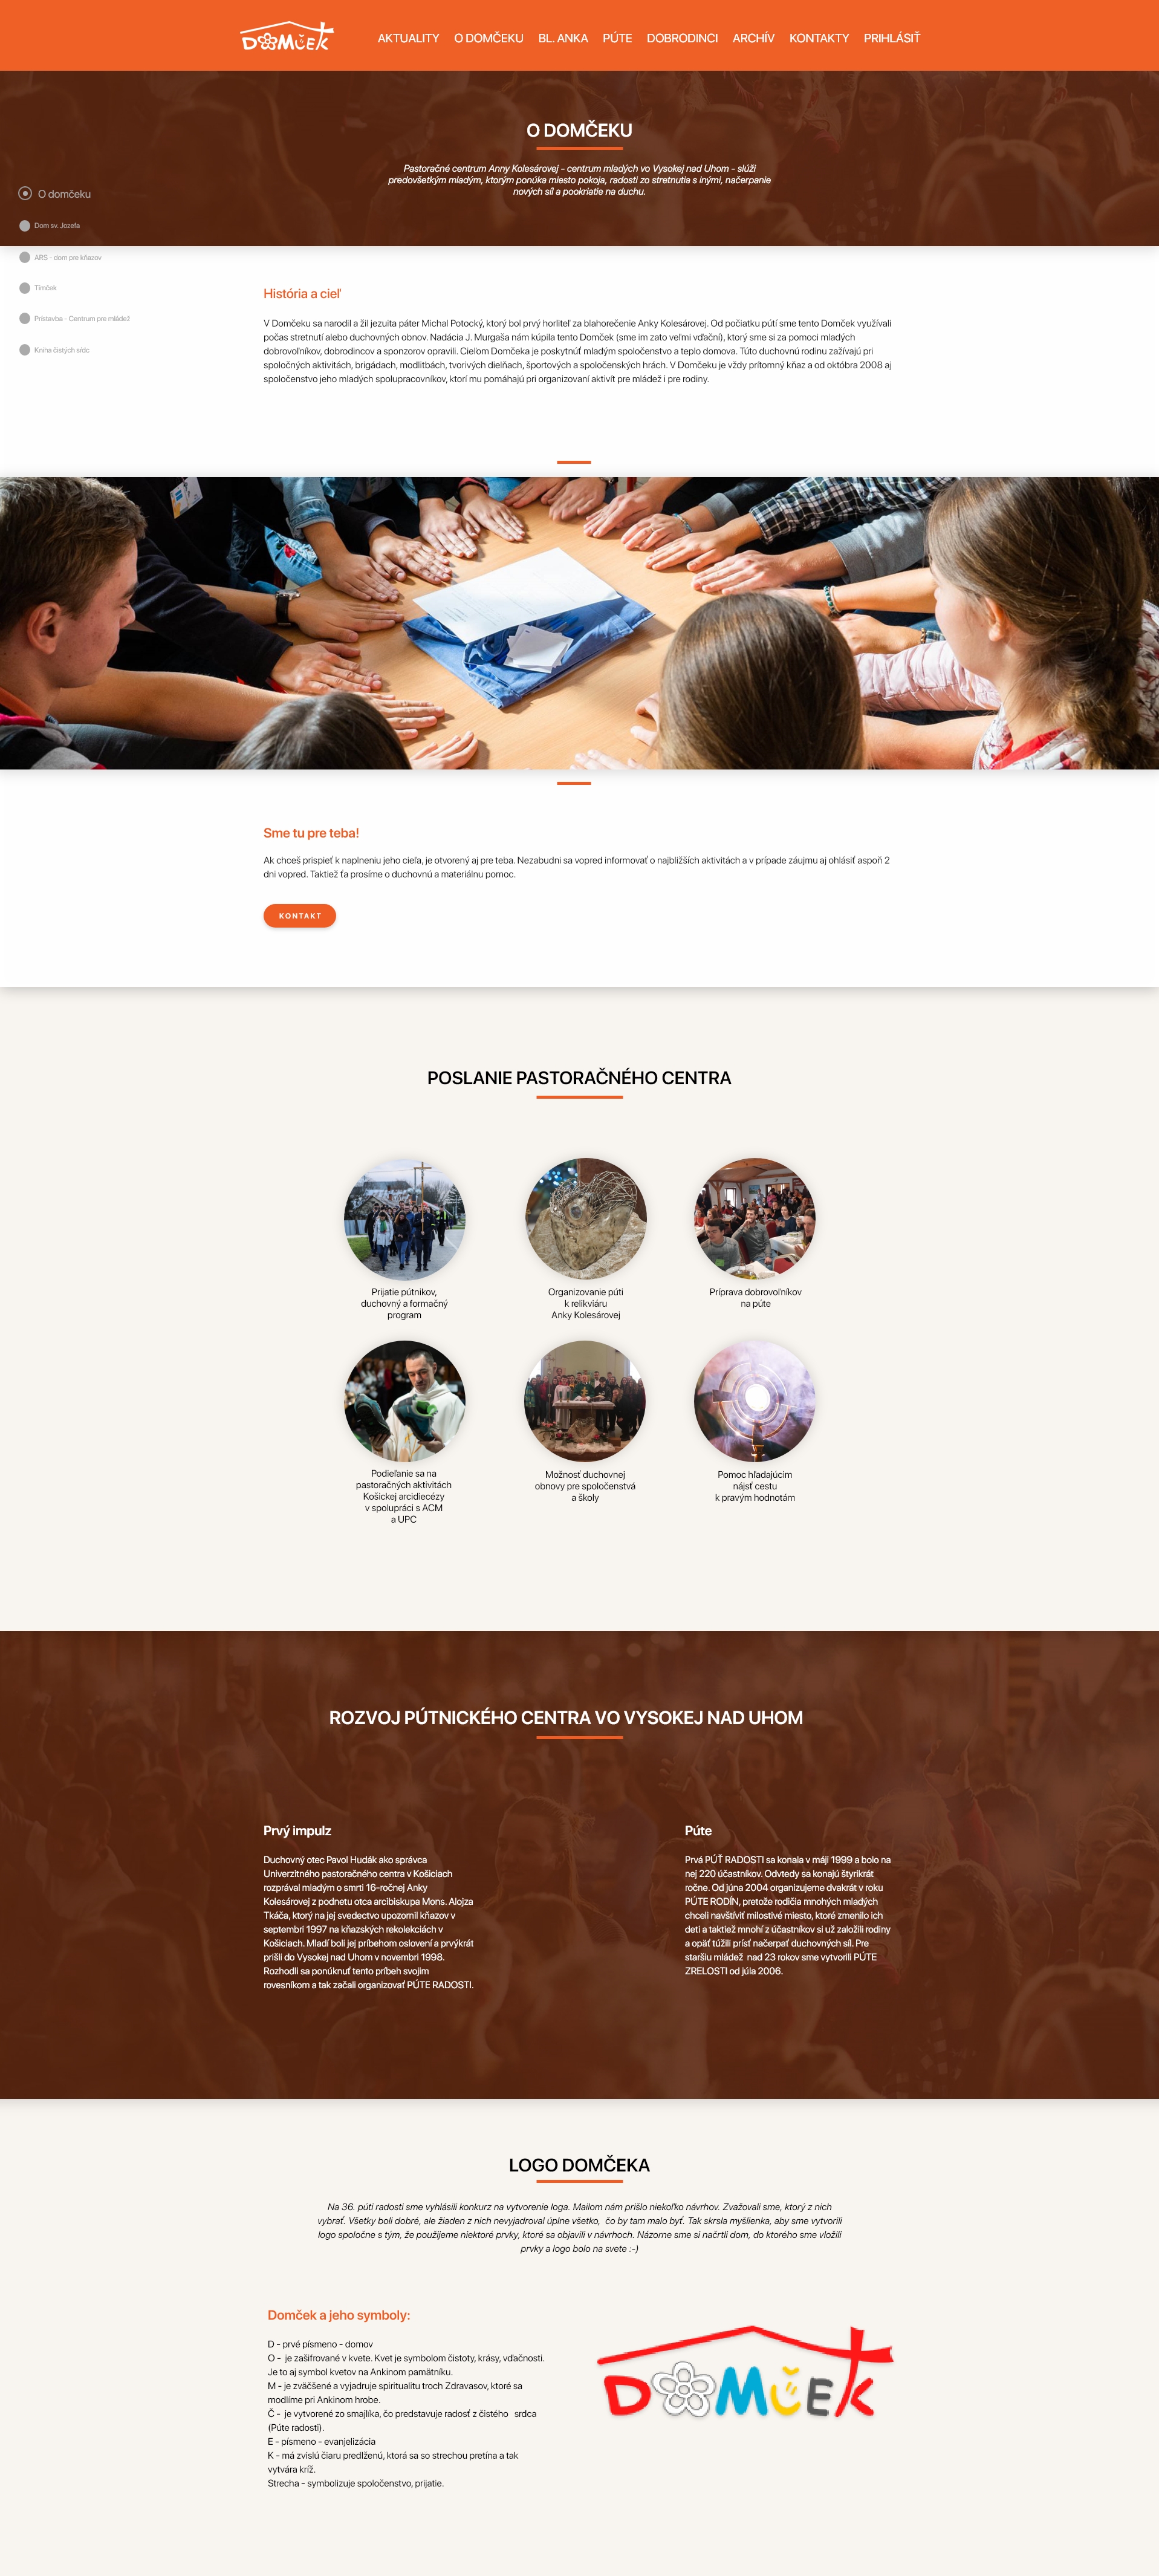 DOMČEK
AKTUALITY O DOMČEKU BL. ANKA PÚTE DOBRODINCI ARCHÍV KONTAKTY PRIHLÁSIŤ
O DOMČEKU
Pastoračné centrum Anny Kolesárovej - centrum mladých vo Vysokej nad Uhom - slúži
predovšetkým mladým, ktorým ponúka miesto pokoja, radosti zo stretnutia s inými, načerpanie
nových síl a pookriatie na duchu.
O domčeku
Dom sv. Jozefa
ARS - dom pre kňazov
Tímček
Prístavba - Centrum pre mládež
Kniha čistých sŕdc
História a cieľ
V Domčeku sa narodil a žil jezuita páter Michal Potocký, ktorý bol prvý horliteľ za blahorečenie Anky Kolesárovej. Od počiatku pútí sme tento Domček využívali
počas stretnutí alebo duchovných obnov. Nadácia J. Murgaša nám kúpila tento Domček (sme im zato veľmi vďační), ktorý sme si za pomoci mladých
dobrovoľníkov, dobrodincov a sponzorov opravili. Cieľom Domčeka je poskytnúť mladým spoločenstvo a teplo domova. Túto duchovnú rodinu zažívajú pri
spoločných aktivitách, brigádach, modlitbách, tvorivých dielňach, športových a spoločenských hrách. V Domčeku je vždy prítomný kňaz a od októbra 2008 aj
spoločenstvo jeho mladých spolupracovníkov, ktorí mu pomáhajú pri organizovaní aktivít pre mládež i pre rodiny.
Sme tu pre teba!
Ak chceš prispieť k naplneniu jeho cieľa, je otvorený aj pre teba. Nezabudni sa vopred informovať o najbližších aktivitách a v prípade záujmu aj ohlásiť aspoň 2
dni vopred. Taktiež ťa prosíme o duchovnú a materiálnu pomoc.
KONTAKT
POSLANIE PASTORAČNÉHO CENTRA
Prijatie pútnikov,
duchovný a formačný
program
Organizovanie púti
k relikviáru
Anky Kolesárovej
Príprava dobrovoľníkov
na púte
Podieľanie sa na
pastoračných aktivitách
Košickej arcidiecézy
v spolupráci s ACM
a UPC
Možnosť duchovnej
obnovy pre spoločenstvá
a školy
Pomoc hľadajúcim
nájsť cestu
k pravým hodnotám
ROZVOJ PÚTNICKÉHO CENTRA VO VYSOKEJ NAD UHOM
Prvý impulz
Duchovný otec Pavol Hudák ako správca
Univerzitného pastoračného centra v Košiciach
rozprával mladým o smrti 16-ročnej Anky
Kolesárovej z podnetu otca arcibiskupa Mons. Alojza
Tkáča, ktorý na jej svedectvo upozornil kňazov v
septembri 1997 na kňazských rekolekciách v
Košiciach. Mladí boli jej príbehom oslovení a prvýkrát
prišli do Vysokej nad Uhom v novembri 1998.
Rozhodli sa ponúknuť tento príbeh svojim
rovesníkom a tak začali organizovať PÚTE RADOSTI.
Púte
Prvá PÚŤ RADOSTI sa konala v máji 1999 a bolo na
nej 220 účastníkov. Odvtedy sa konajú štyrikrát
ročne. Od júna 2004 organizujeme dvakrát v roku
PÚTE RODÍN, pretože rodičia mnohých mladých
chceli navštíviť milostivé miesto, ktoré zmenilo ich
deti a taktiež mnohí z účastníkov si už založili rodiny
a opäť túžili prísť načerpať duchovných síl. Pre
staršiu mládež nad 23 rokov sme vytvorili PÚTE
ZRELOSTI od júla 2006.
LOGO DOMČEKA
Na 36. púti radosti sme vyhlásili konkurz na vytvorenie loga. Mailom nám prišlo niekoľko návrhov. Zvažovali sme, ktorý z nich
vybrať. Všetky boli dobré, ale žiaden z nich nevyjadroval úplne všetko, čo by tam malo byť. Tak skrsla myšlienka, aby sme vytvorili
logo spoločne s tým, že použijeme niektoré prvky, ktoré sa objavili v návrhoch. Názorne sme si načrtli dom, do ktorého sme vložili
prvky a logo bolo na svete :-)
Domček a jeho symboly:
D - prvé písmeno - domov
O - je zašifrované v kvete. Kvet je symbolom čistoty, krásy, vďačnosti.
Je to aj symbol kvetov na Ankinom pamätníku.
M - je zväčšené a vyjadruje spiritualitu troch Zdravasov, ktoré sa
modlíme pri Ankinom hrobe.
Č - je vytvorené zo smajlíka, čo predstavuje radosť z čistého srdca
(Púte radosti).
E - písmeno - evanjelizácia
K - má zvislú čiaru predlženú, ktorá sa so strechou pretína a tak
vytvára kríž.
Strecha - symbolizuje spoločenstvo, prijatie.
DOMČEK